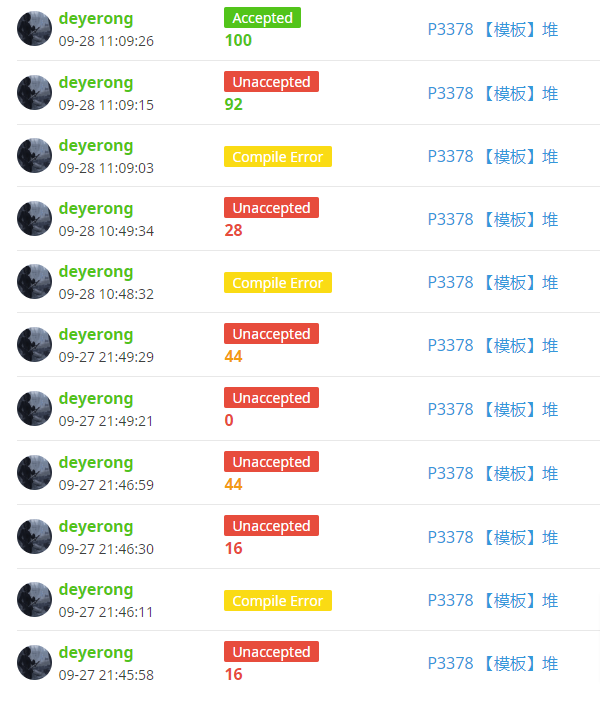 deyerong Accepted
09-28 11:09:26 100 P3378 【模板】堆
deyerong Unaccepted
09-28 11:09:15 92 P3378 【模板】堆
deyerong
09-28 11:09:03 Compile Error P3378 【模板】堆
deyerong Unaccepted
09-28 10:49:34 28 P3378 【模板】堆
deyerong
09-28 10:48:32 Compile Error P3378 【模板】堆
deyerong Unaccepted
09-27 21:49:29 44 P3378 【模板】堆
deyerong Unaccepted
09-27 21:49:21 0 P3378 【模板】堆
deyerong Unaccepted
09-27 21:46:59 44 P3378 【模板】堆
deyerong Unaccepted
09-27 21:46:30 16 P3378 【模板】堆
deyerong
09-27 21:46:11 Compile Error P3378 【模板】堆
deyerong Unaccepted
09-27 21:45:58 16 P3378 【模板】堆